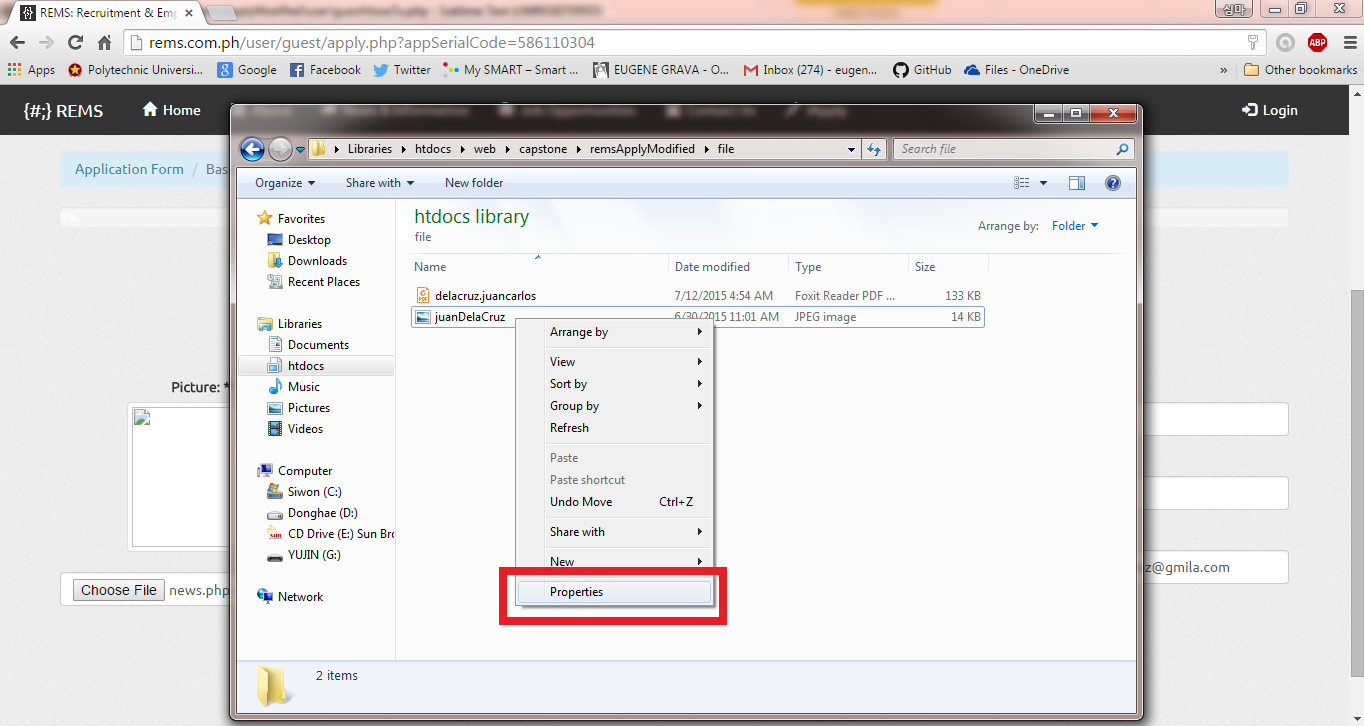 REMS: Recruitment & Emp
싱마
rems.com.ph/user/guest/apply.php?appSerialCode=586110304
ABP
Apps Polytechnic Universi... Google Facebook Twitter My SMART – Smart ... EUGENE GRAVA - O... Inbox (274) - eugen... GitHub Files - OneDrive » Other bookmarks
{#;} REMS Home Login
Libraries htdocs web capstone remsApplyModified file Search file
Application Form / Bas
Organize Share with New folder
0%
Favorites
Desktop
Downloads
Recent Places
Libraries
Documents
htdocs
Music
Pictures
Videos
Computer
Siwon (C:)
Donghae (D:)
CD Drive (E:) Sun Bro
YUJIN (G:)
Network
htdocs library
file
Arrange by: Folder
Name Date modified Type Size
delacruz.juancarlos 7/12/2015 4:54 AM Foxit Reader PDF ... 133 KB
juanDelaCruz 6/30/2015 11:01 AM JPEG image 14 KB
Arrange by
View
Sort by
Group by
Refresh
Paste
Paste shortcut
Undo Move Ctrl+Z
Share with
New
Properties
2 items
Picture: *
Choose File news.php
z@gmila.com